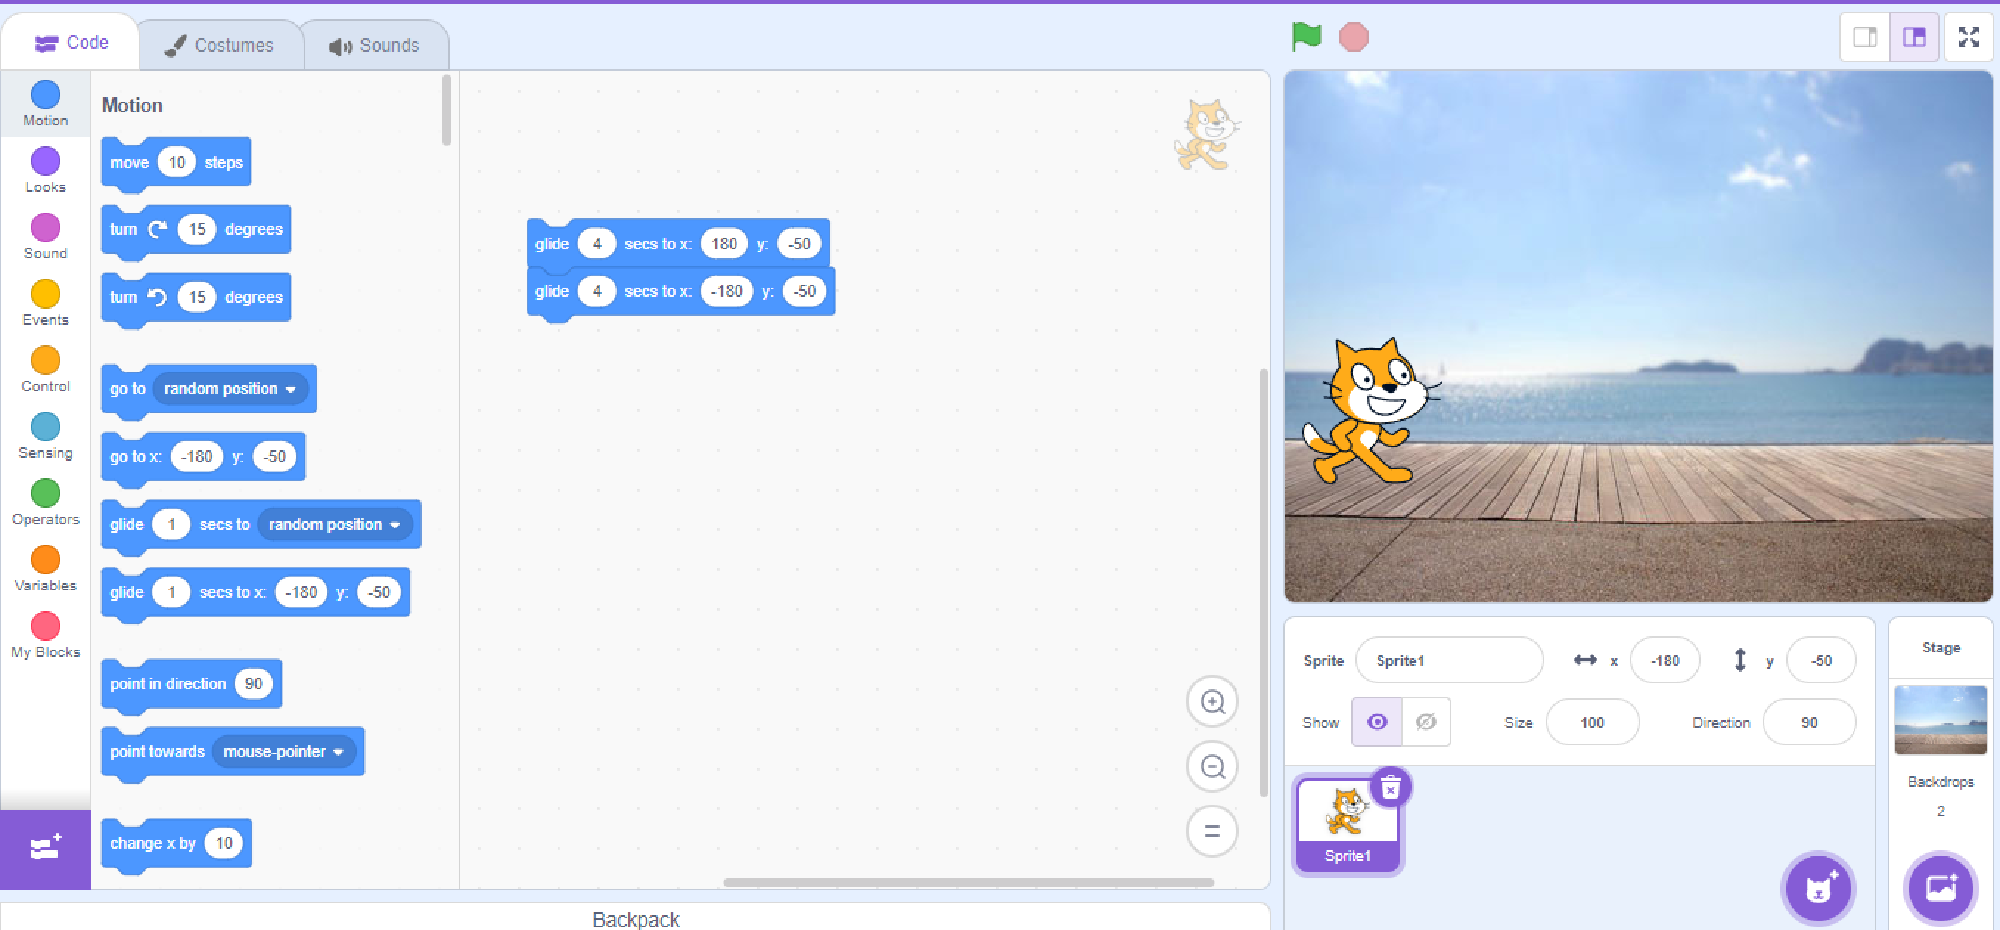 Code
Costumes
Sounds
Motion
Looks
Sound
Events
Control
Sensing
Operators
Variables
My Blocks
Motion
move 10 steps
turn 15 degrees
turn 15 degrees
go to random position
go to x: -180 y: -50
glide 1 secs to random position
glide 1 secs to x: -180 y: -50
point in direction 90
point towards mouse-pointer
change x by 10
glide 4 secs to x: 180 y: -50
glide 4 secs to x: -180 y: -50
Backpack
Sprite Sprite1 x -180 y -50
Show Size 100 Direction 90
Sprite1
Stage
Backdrops
2